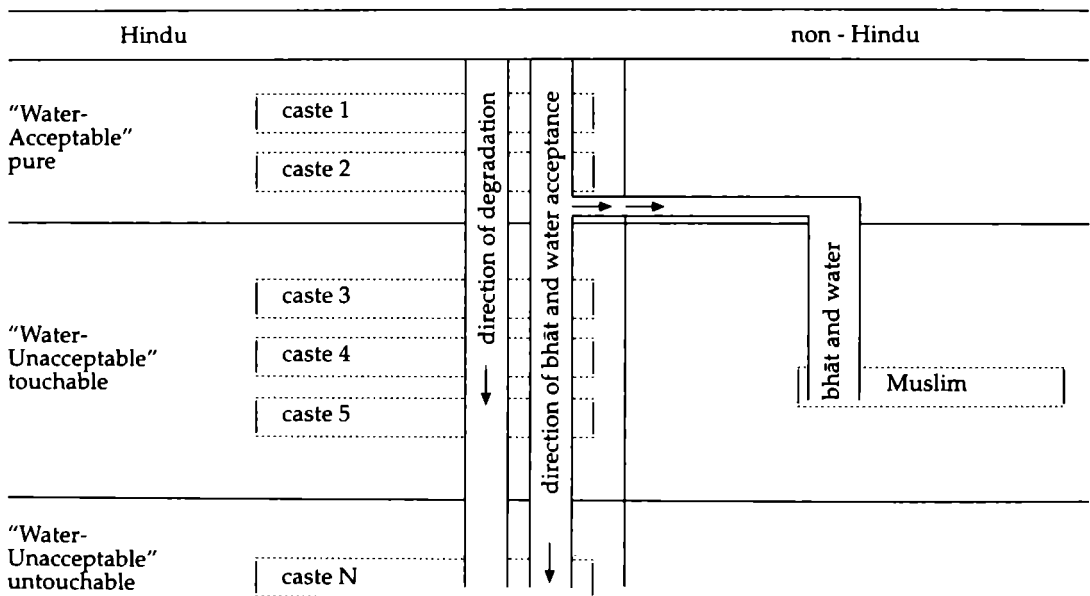 Hindu
non - Hindu
"Water-
Acceptable"
pure
caste 1
caste 2
direction of degradation
direction of bhāt and water acceptance
"Water-
Unacceptable"
touchable
caste 3
caste 4
caste 5
bhāt and water
Muslim
"Water-
Unacceptable"
untouchable
caste N